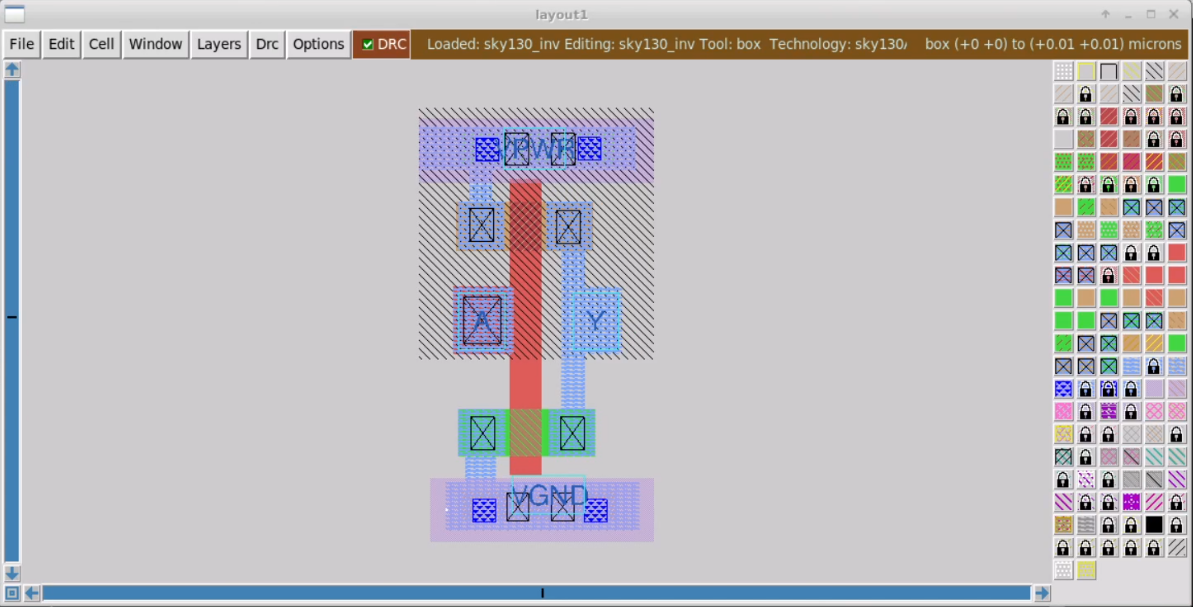 layout1
File Edit Cell Window Layers Drc Options DRC Loaded: sky130_inv Editing: sky130_inv Tool: box Technology: sky130/ box (+0 +0) to (+0.01 +0.01) microns
VPWR
A Y
VGND